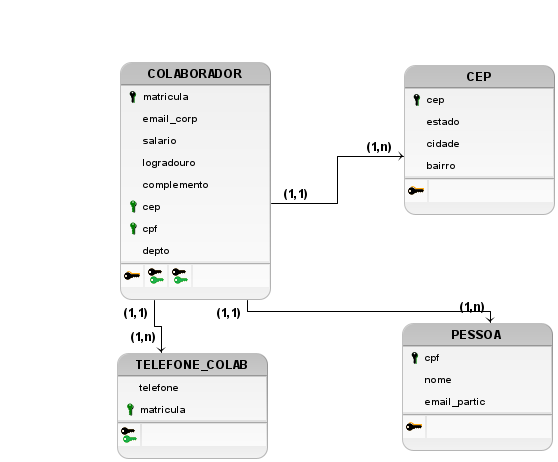 COLABORADOR
matricula
email_corp
salario
logradouro
complemento
cep
cpf
depto
CEP
cep
estado
cidade
bairro
(1,n)
(1,1)
(1,1)
(1,n)
(1,1)
(1,n)
TELEFONE_COLAB
telefone
matricula
PESSOA
cpf
nome
email_partic